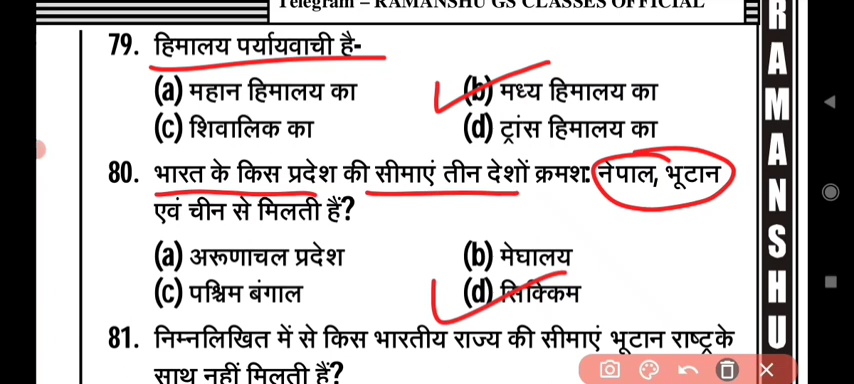 Telegram – RAMANSHU GS CLASSES OFFICIAL
79. हिमालय पर्यायवाची है-
(a) महान हिमालय का (b) मध्य हिमालय का
(c) शिवालिक का (d) ट्रांस हिमालय का
80. भारत के किस प्रदेश की सीमाएं तीन देशों क्रमशः नेपाल, भूटान
एवं चीन से मिलती हैं?
(a) अरूणाचल प्रदेश (b) मेघालय
(c) पश्चिम बंगाल (d) सिक्किम
81. निम्नलिखित में से किस भारतीय राज्य की सीमाएं भूटान राष्ट्र के
साथ नहीं मिलती हैं?
RAMANSHU